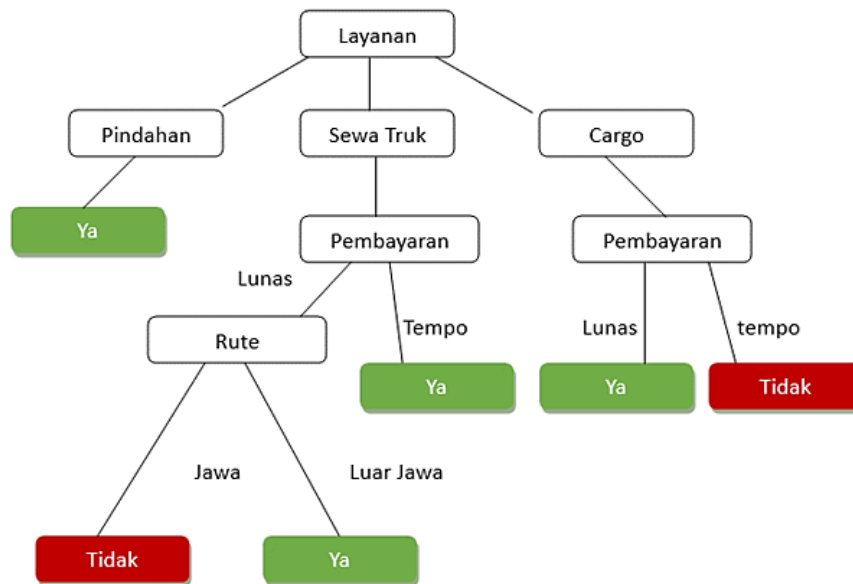 Layanan
Pindahan
Sewa Truk
Cargo
Ya
Pembayaran
Pembayaran
Lunas
Rute
Tempo
Lunas
tempo
Ya
Ya
Tidak
Jawa
Luar Jawa
Tidak
Ya